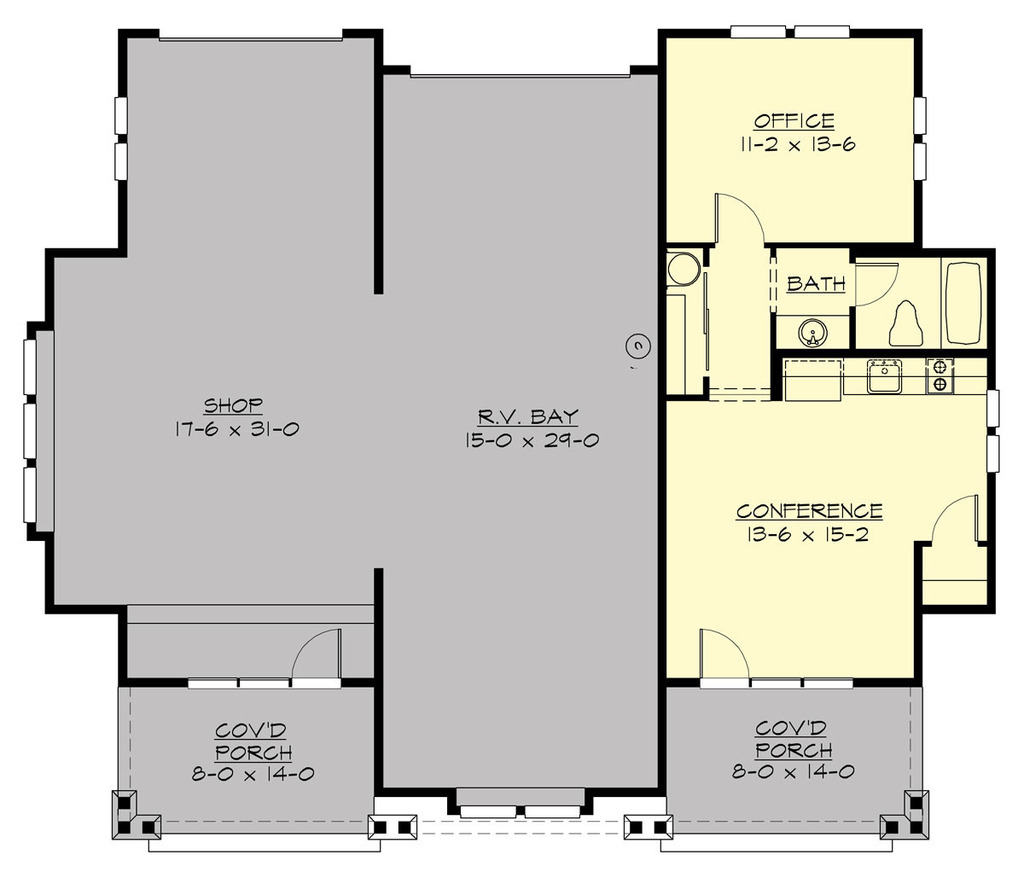 OFFICE
11-2 x 13-6
BATH
SHOP
17-6 x 31-0
R.V. BAY
15-0 x 29-0
CONFERENCE
13-6 x 15-2
COV'D
PORCH
8-0 x 14-0
COV'D
PORCH
8-0 x 14-0